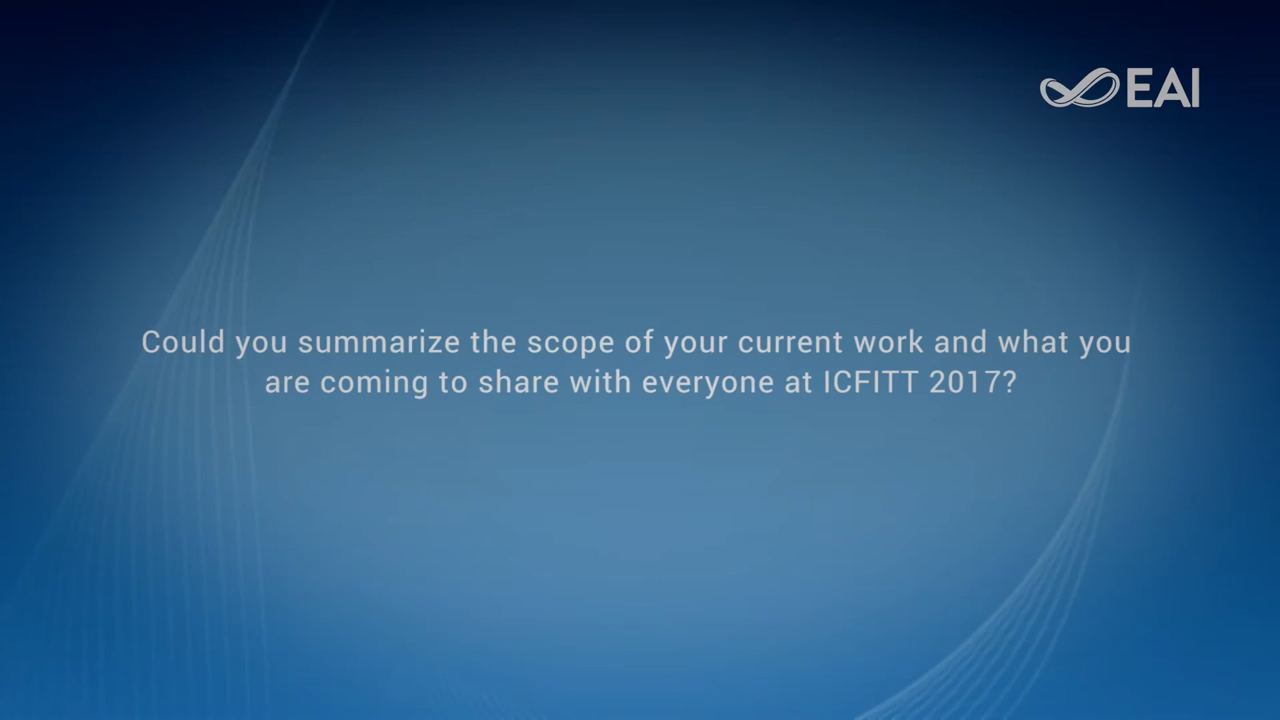 EAI
Could you summarize the scope of your current work and what you
are coming to share with everyone at ICFITT 2017?